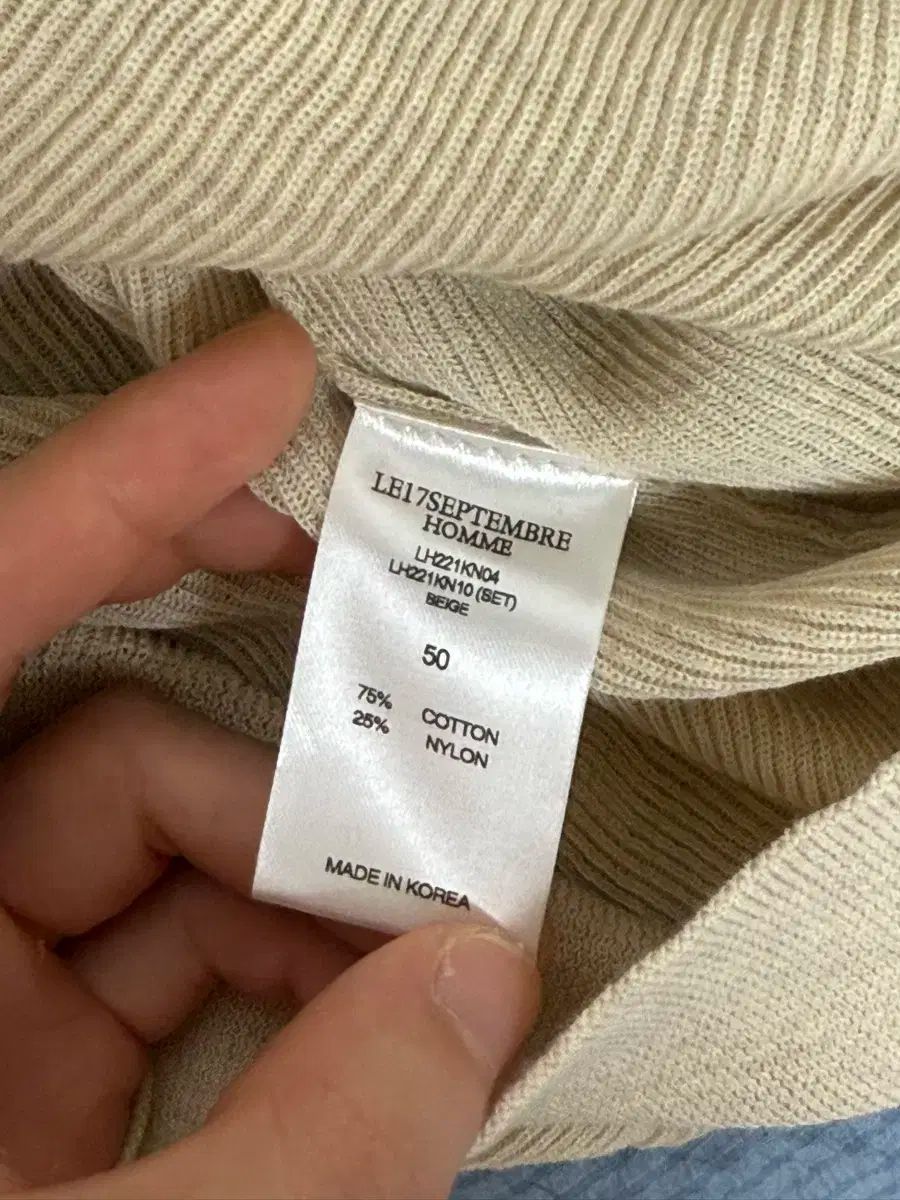 LE17SEPTEMBRE
HOMME
LH221KN04
LH221KN10 (SET)
BEIGE
50
75% COTTON
25% NYLON
MADE IN KOREA